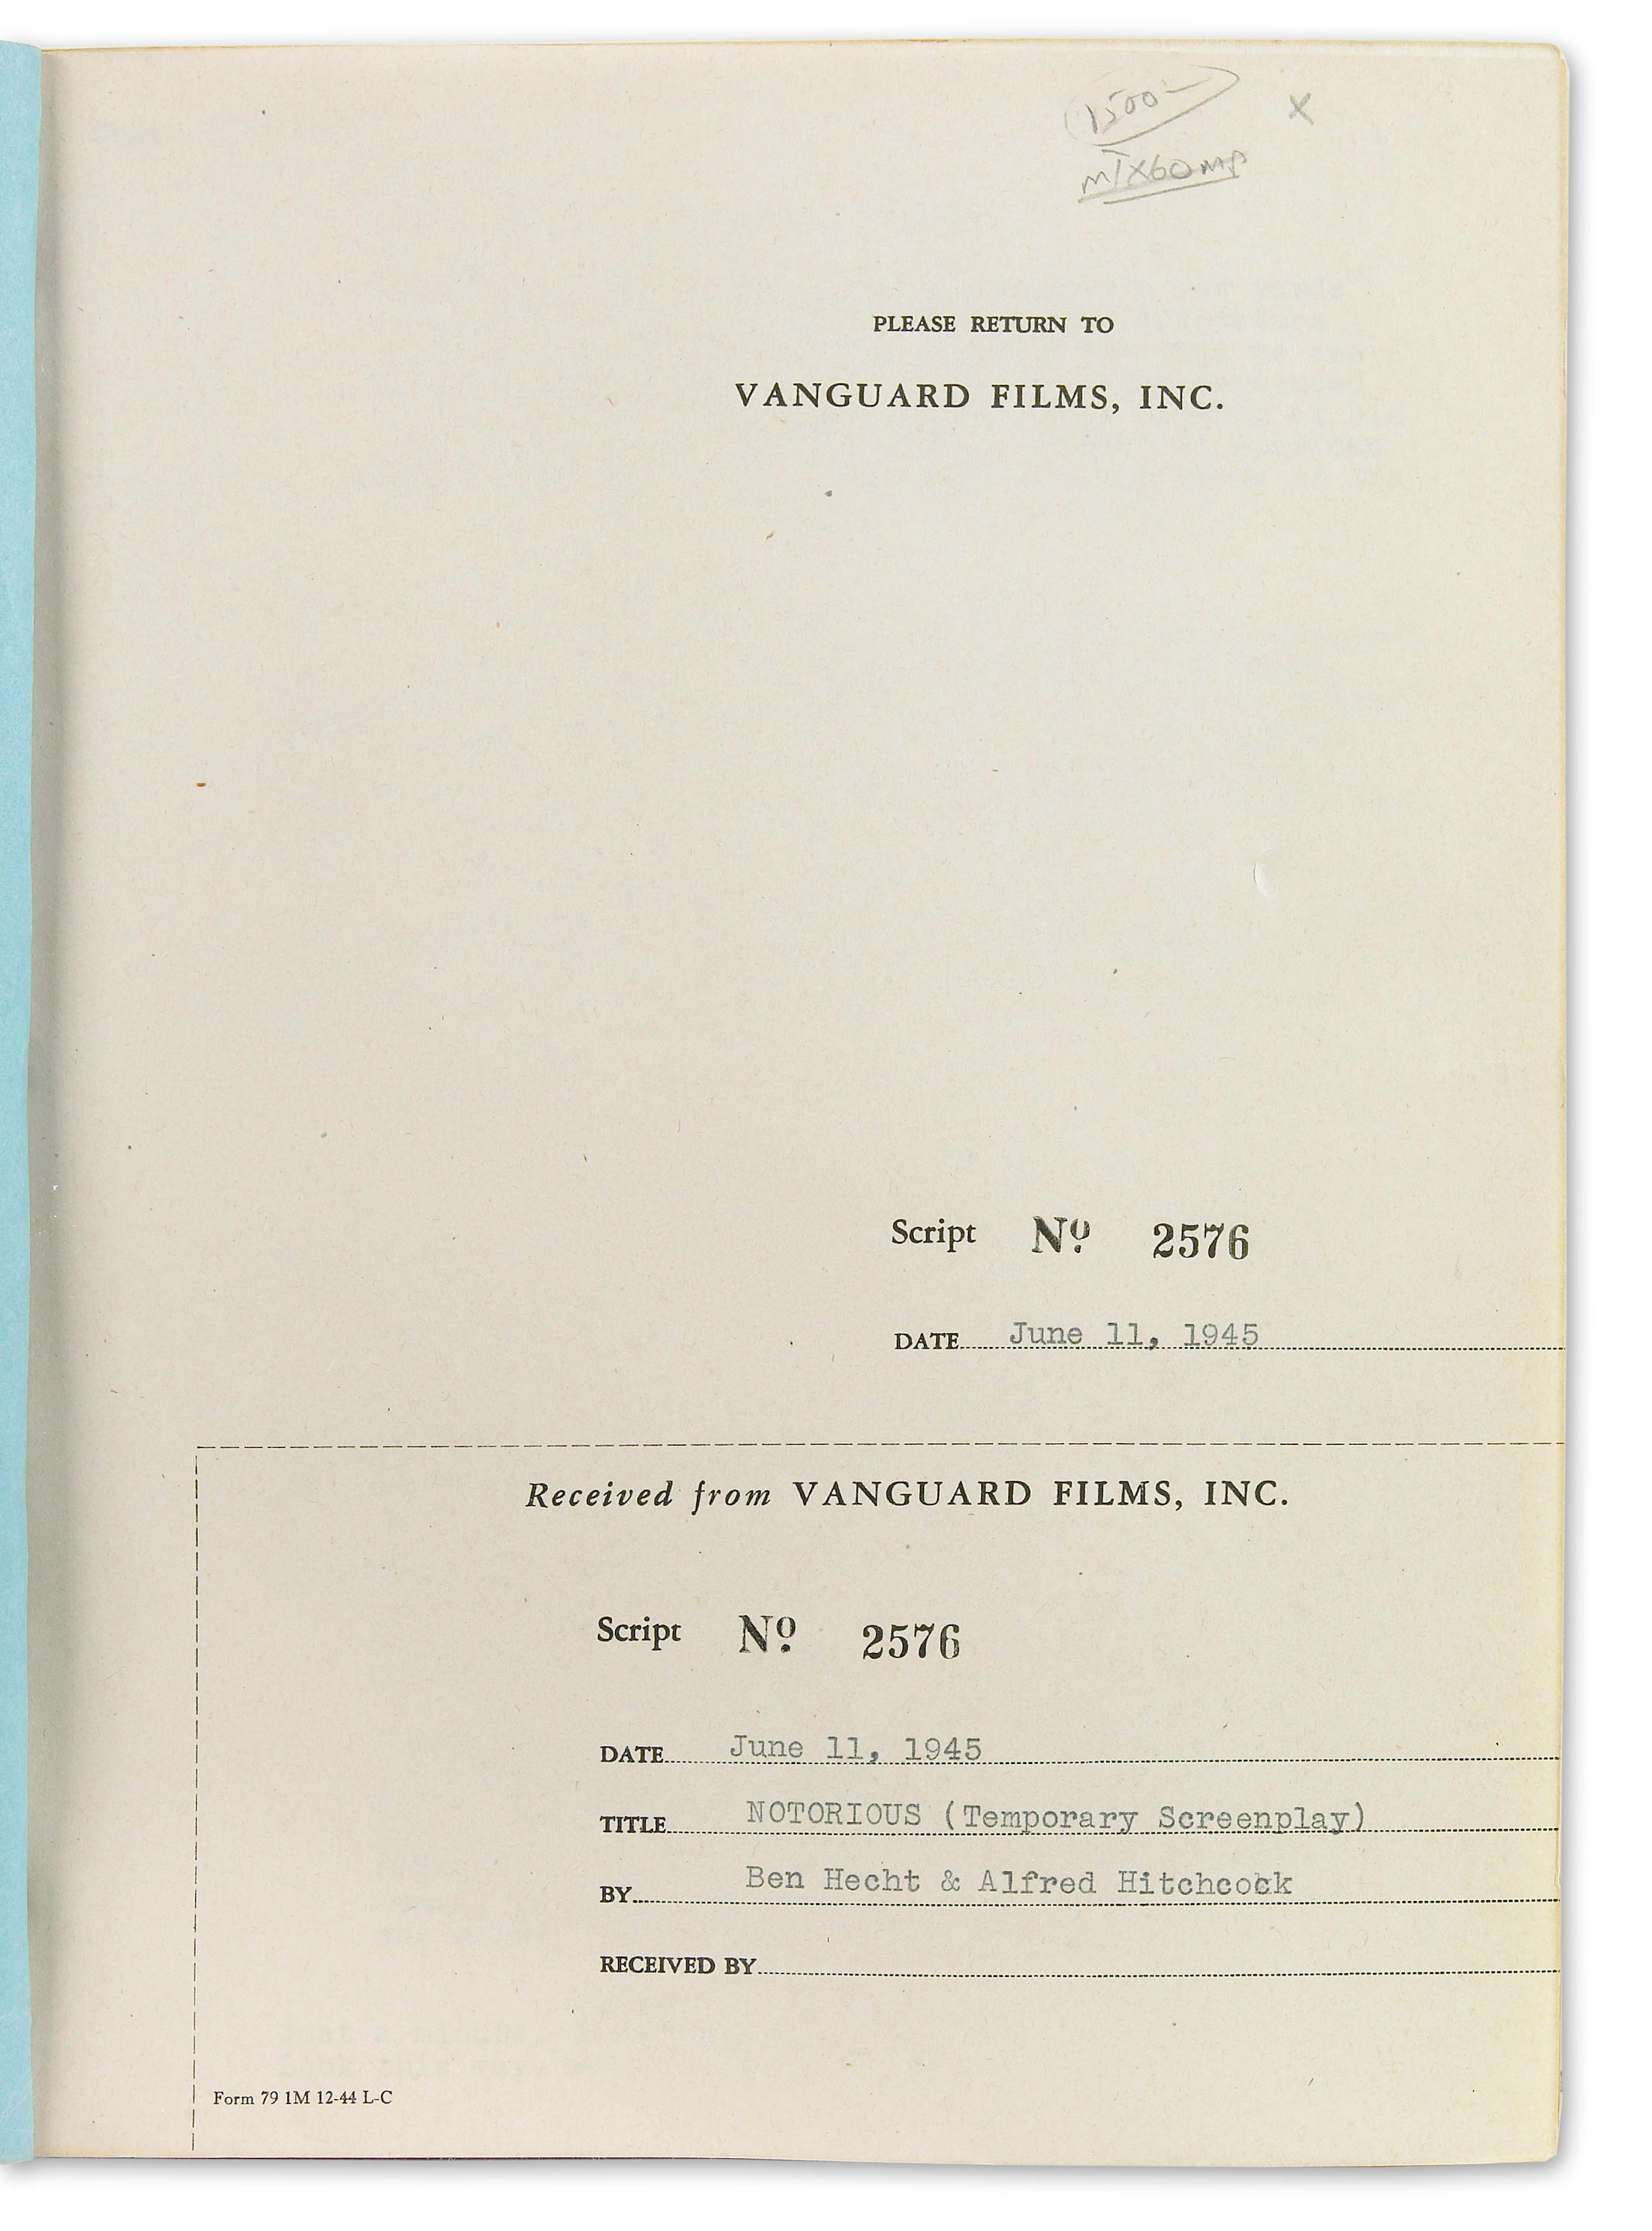 1500- X
mTX60mp
PLEASE RETURN TO
VANGUARD FILMS, INC.
Script Nº 2576
DATE June 11, 1945
Received from VANGUARD FILMS, INC.
Script Nº 2576
DATE June 11, 1945
TITLE NOTORIOUS (Temporary Screenplay)
BY Ben Hecht & Alfred Hitchcock
RECEIVED BY
Form 79 1M 12-44 L-C